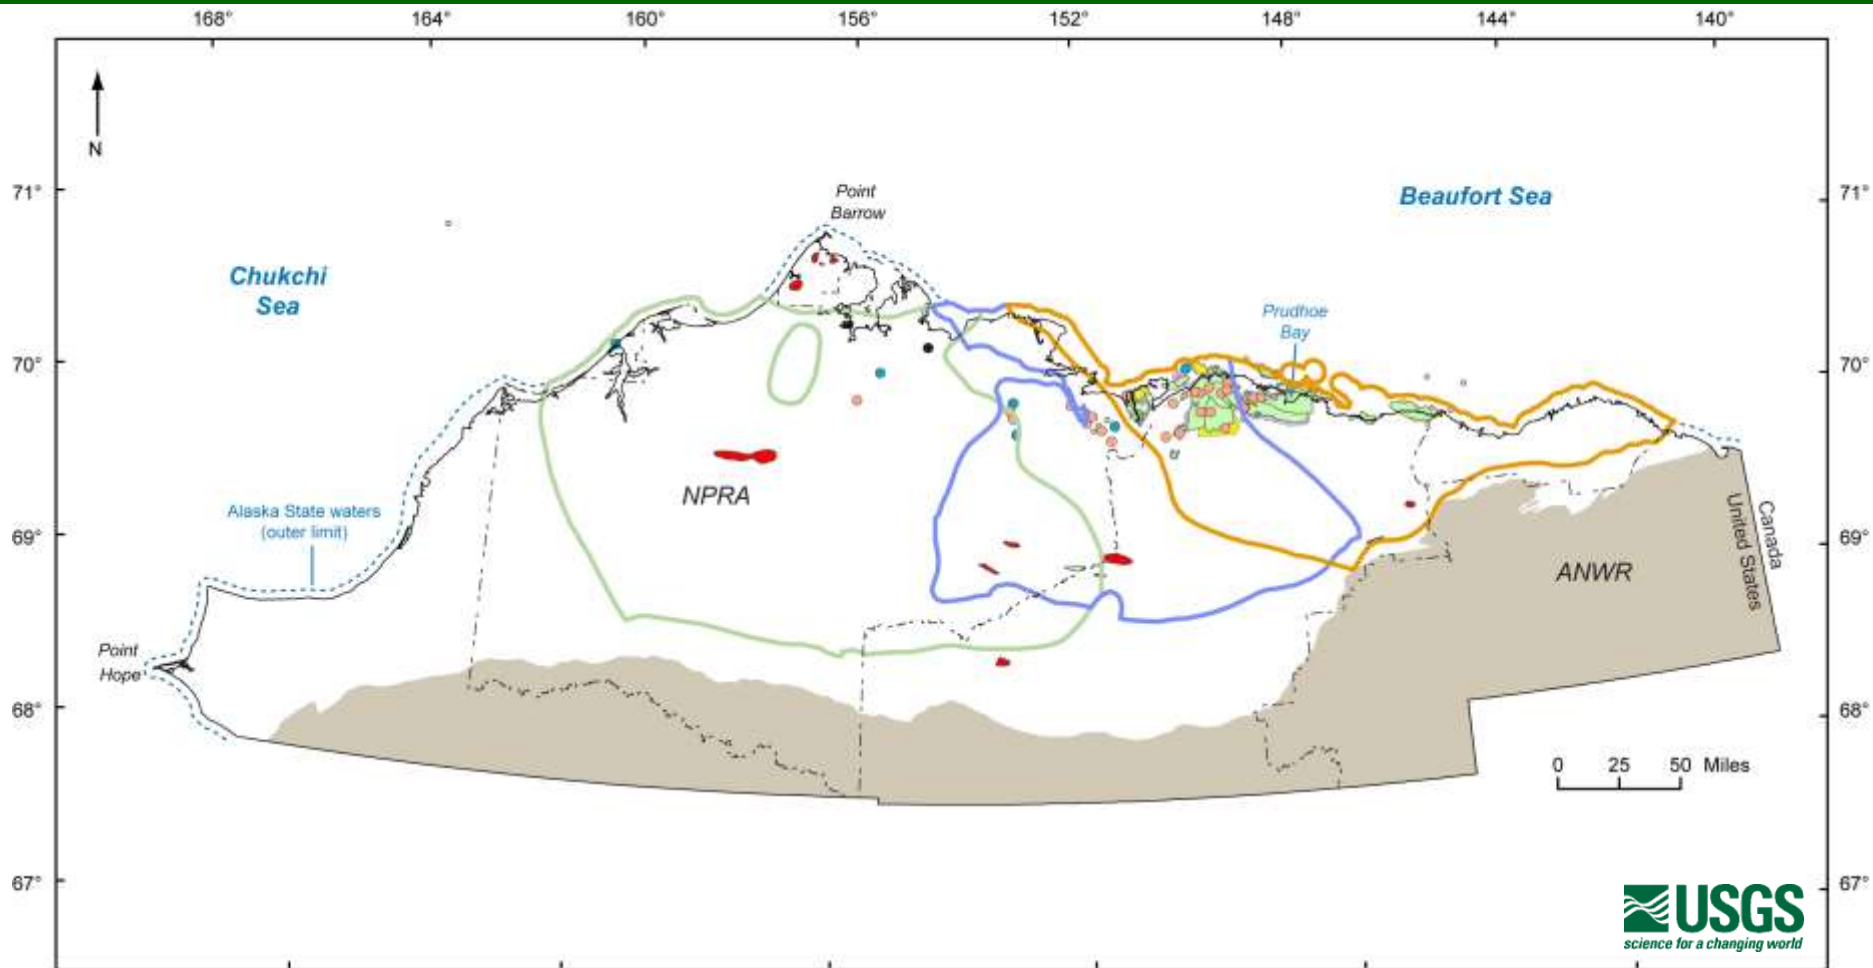 168°
164°
160°
156°
152°
148°
144°
140°
N
71°
71°
Point
Barrow
Beaufort Sea
Chukchi
Sea
Prudhoe
Bay
70°
70°
NPRA
Alaska State waters
(outer limit)
69°
69°
Canada
United States
ANWR
Point
Hope
68°
68°
0 25 50 Miles
67°
67°
USGS
science for a changing world